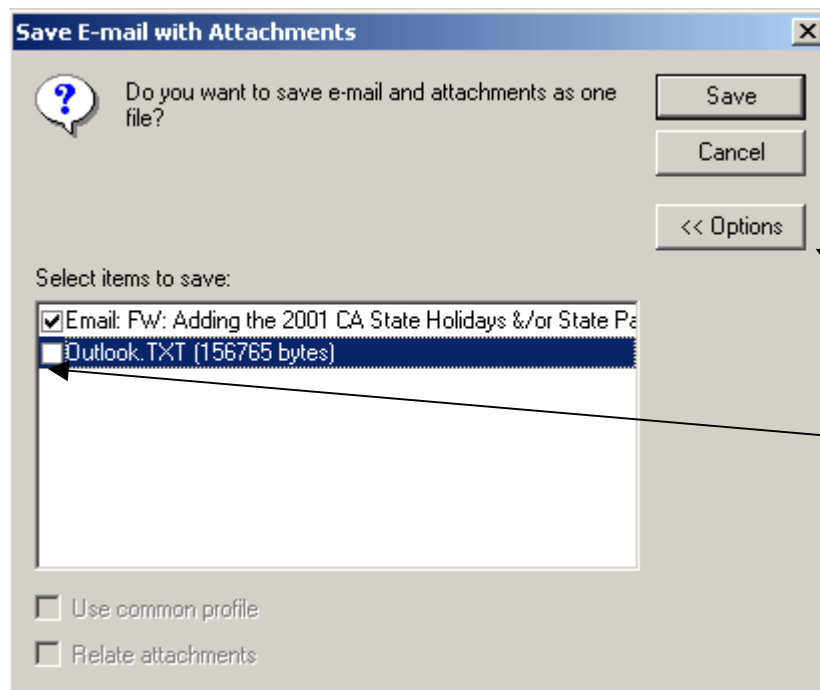 Save E-mail with Attachments
Do you want to save e-mail and attachments as one
file?
Save
Cancel
<< Options
Select items to save:
Email: FW: Adding the 2001 CA State Holidays &/or State Pa
Outlook.TXT (156765 bytes)
Use common profile
Relate attachments